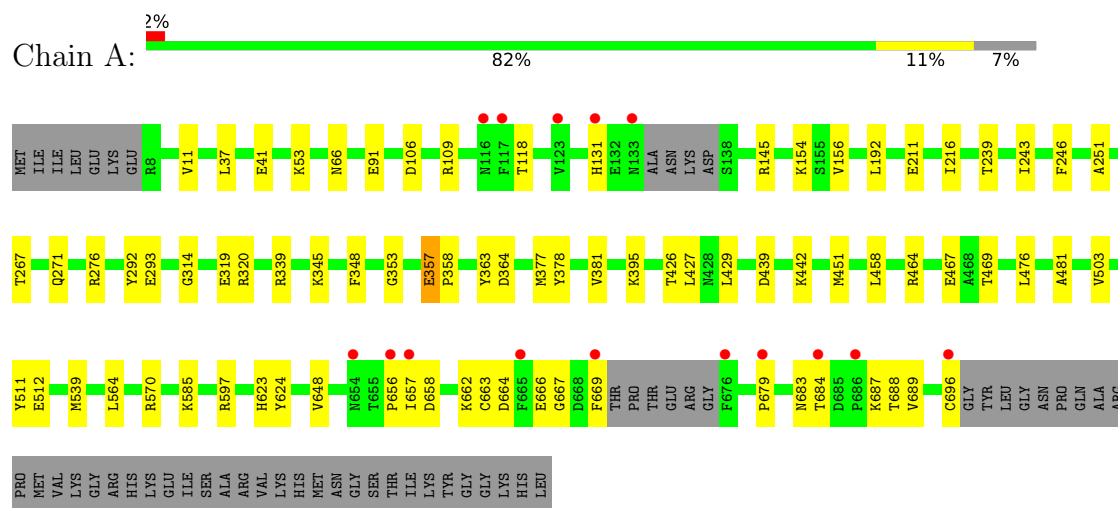 2%
Chain A:
82% 11% 7%
MET ILE ILE LEU GLU LYS GLU R8 V11 L37 E41 K53 N66 E91 D106 R109 N116 F117 T118 V123 H131 E132 N133 ALA ASN LYS ASP S138 R145 K154 S155 V156 L192 E211 I216 T239 I243 F246 A251
T267 Q271 R276 Y292 E293 G314 E319 R320 R339 K345 F348 G353 E357 P358 Y363 D364 M377 Y378 V381 K395 T426 L427 N428 L429 D439 K442 M451 L458 R464 E467 A468 T469 L476 A481 V503
Y511 E512 M539 L564 R570 K585 R597 H623 Y624 V648 N654 T655 P656 I657 D658 K662 C663 D664 F665 E666 G667 D668 F669 THR PRO THR GLU ARG GLY F676 P679 N683 T684 D685 P686 K687 T688 V689 C696 GLY TYR LEU GLY ASN PRO GLN ALA ARG
PRO MET VAL LYS GLY ARG HIS LYS GLU ILE SER ALA ARG VAL LYS HIS MET ASN GLY SER THR ILE LYS TYR GLY GLY LYS HIS LEU